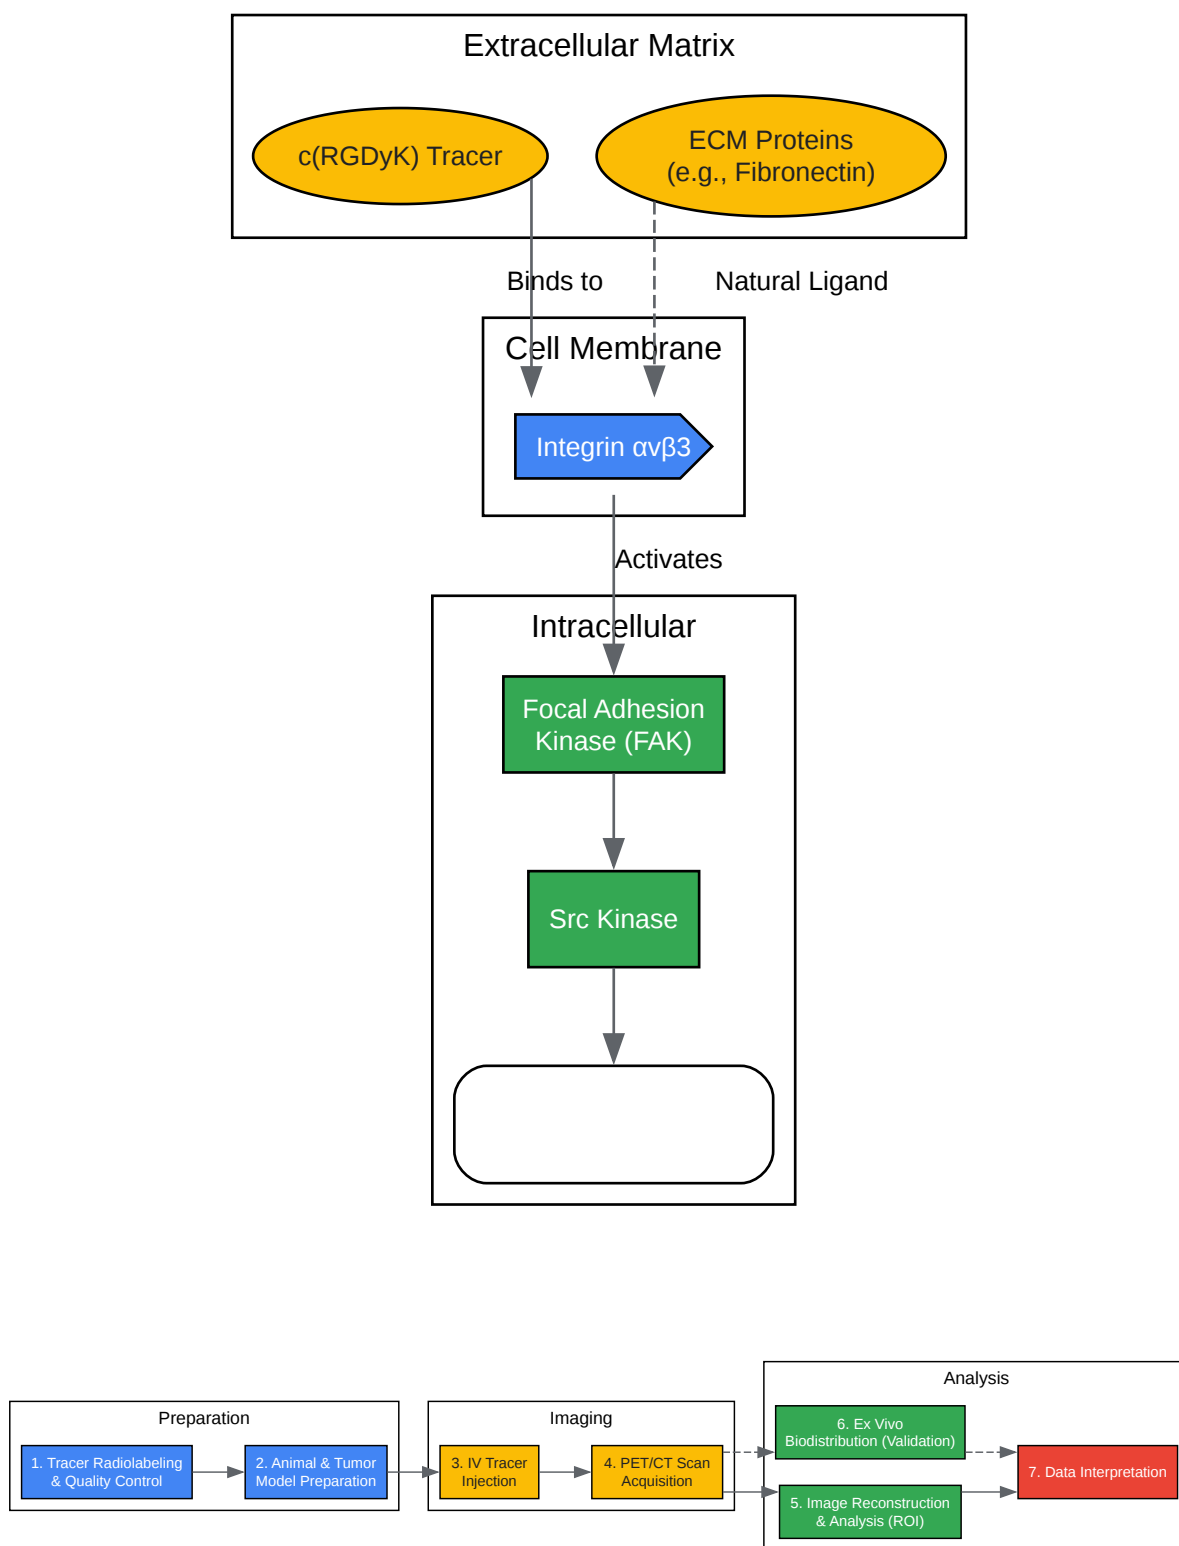 Extracellular Matrix
c(RGDyK) Tracer
ECM Proteins
(e.g., Fibronectin)
Binds to
Natural Ligand
Cell Membrane
Integrin αvβ3
Activates
Intracellular
Focal Adhesion
Kinase (FAK)
Src Kinase
Preparation
1. Tracer Radiolabeling
& Quality Control
2. Animal & Tumor
Model Preparation
Imaging
3. IV Tracer
Injection
4. PET/CT Scan
Acquisition
Analysis
6. Ex Vivo
Biodistribution (Validation)
5. Image Reconstruction
& Analysis (ROI)
7. Data Interpretation